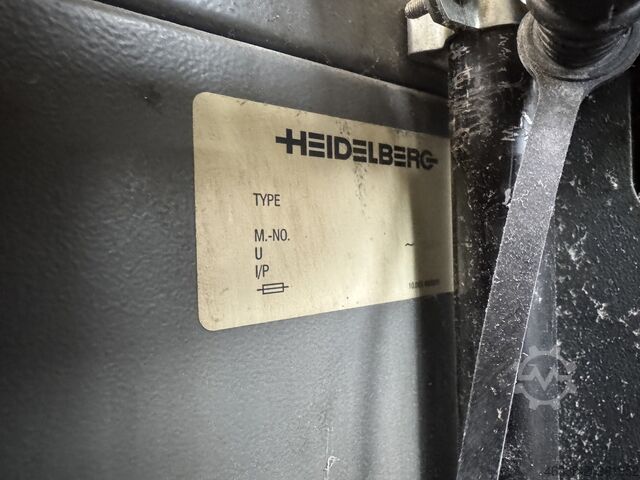 HEIDELBERG
TYPE
M.-NO.
U
~
I/P